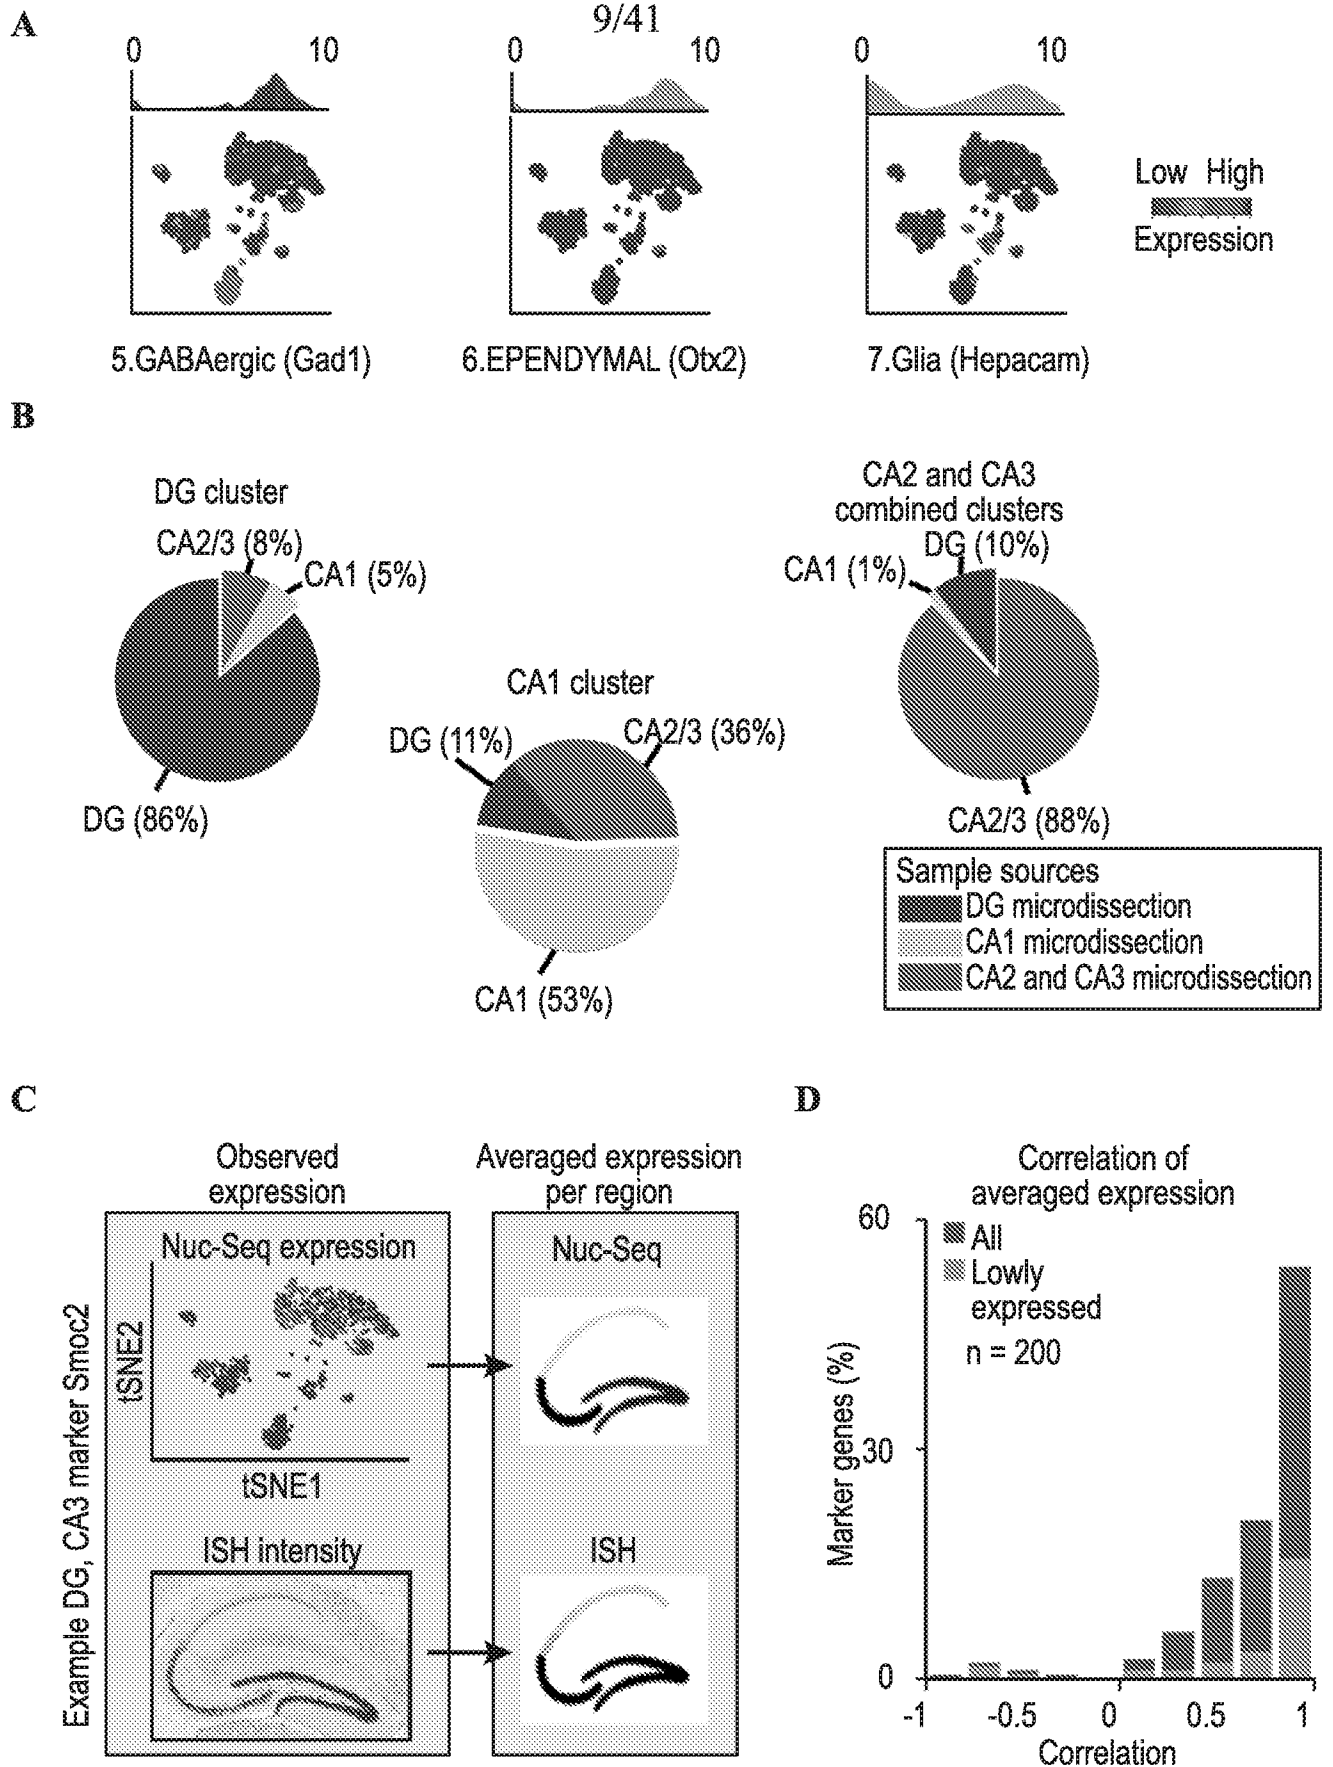 9/41
A
0 10
0 10
0 10
Low High
Expression
5.GABAergic (Gad1)
6.EPENDYMAL (Otx2)
7.Glia (Hepacam)
B
DG cluster
CA2/3 (8%)
CA1 (5%)
DG (86%)
CA1 cluster
DG (11%)
CA2/3 (36%)
CA1 (53%)
CA2 and CA3
combined clusters
DG (10%)
CA1 (1%)
CA2/3 (88%)
Sample sources
DG microdissection
CA1 microdissection
CA2 and CA3 microdissection
C
Example DG, CA3 marker Smoc2
Observed
expression
Nuc-Seq expression
tSNE2
tSNE1
ISH intensity
Averaged expression
per region
Nuc-Seq
ISH
D
Correlation of
averaged expression
All
Lowly
expressed
n = 200
Marker genes (%)
60
30
0
-1 -0.5 0 0.5 1
Correlation